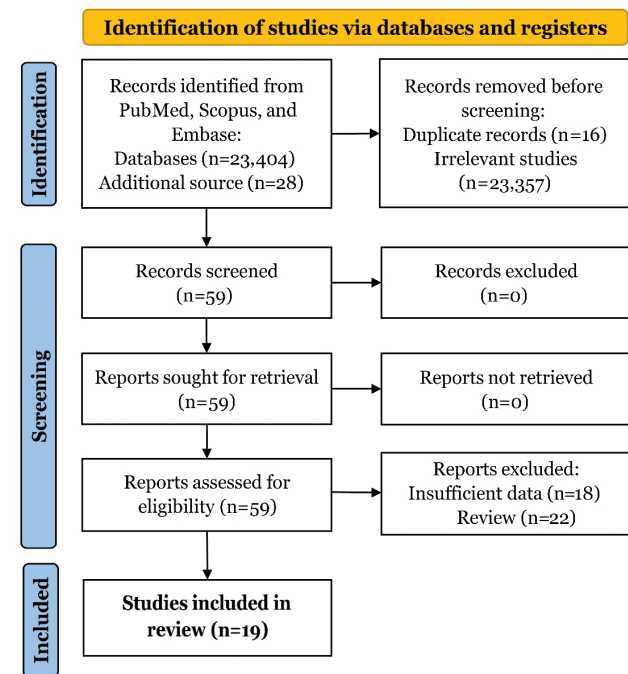 Identification of studies via databases and registers
Identification
Records identified from
PubMed, Scopus, and
Embase:
Databases (n=23,404)
Additional source (n=28)
Records removed before
screening:
Duplicate records (n=16)
Irrelevant studies
(n=23,357)
Screening
Records screened
(n=59)
Records excluded
(n=0)
Reports sought for retrieval
(n=59)
Reports not retrieved
(n=0)
Reports assessed for
eligibility (n=59)
Reports excluded:
Insufficient data (n=18)
Review (n=22)
Included
Studies included in
review (n=19)